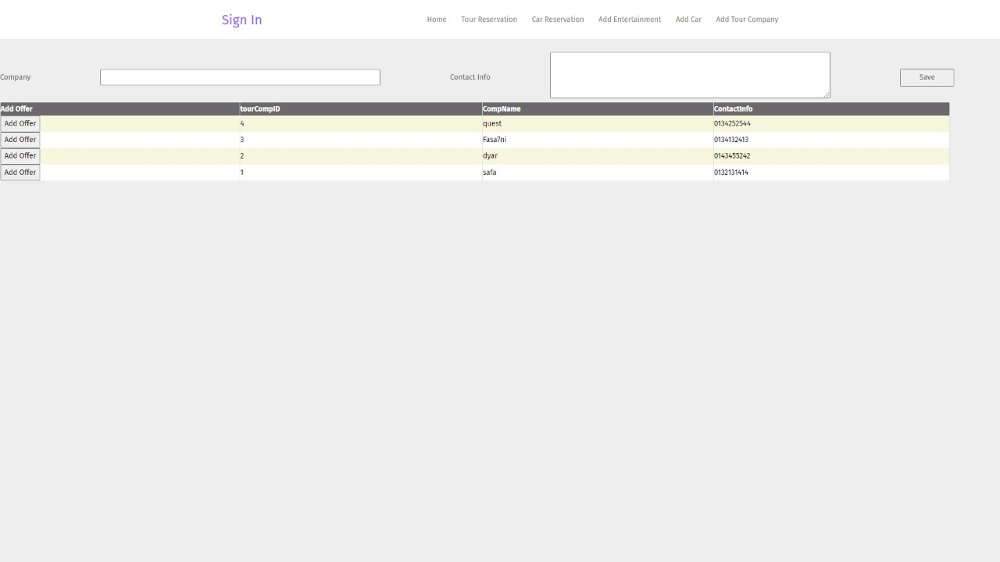 Sign In Home Tour Reservation Car Reservation Add Entertainment Add Car Add Tour Company
Company Contact Info Save
Add Offer tourCompID CompName ContactInfo
Add Offer 4 quest 0134252544
Add Offer 3 Fasa7ni 0134132413
Add Offer 2 dyar 0143455242
Add Offer 1 safa 0132131414